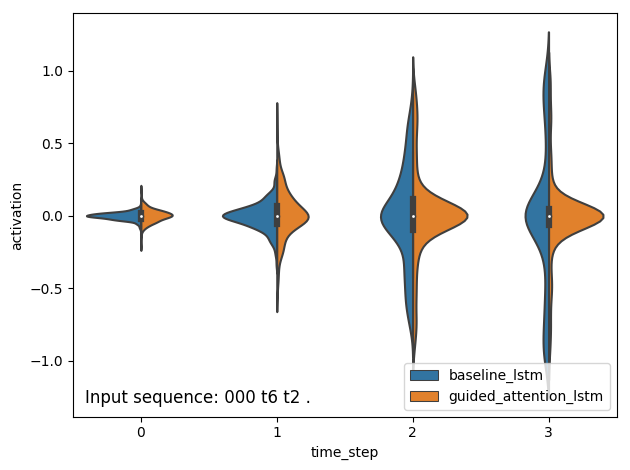 1.0
0.5
0.0
−0.5
−1.0
activation
Input sequence: 000 t6 t2 .
baseline_lstm
guided_attention_lstm
0 1 2 3
time_step